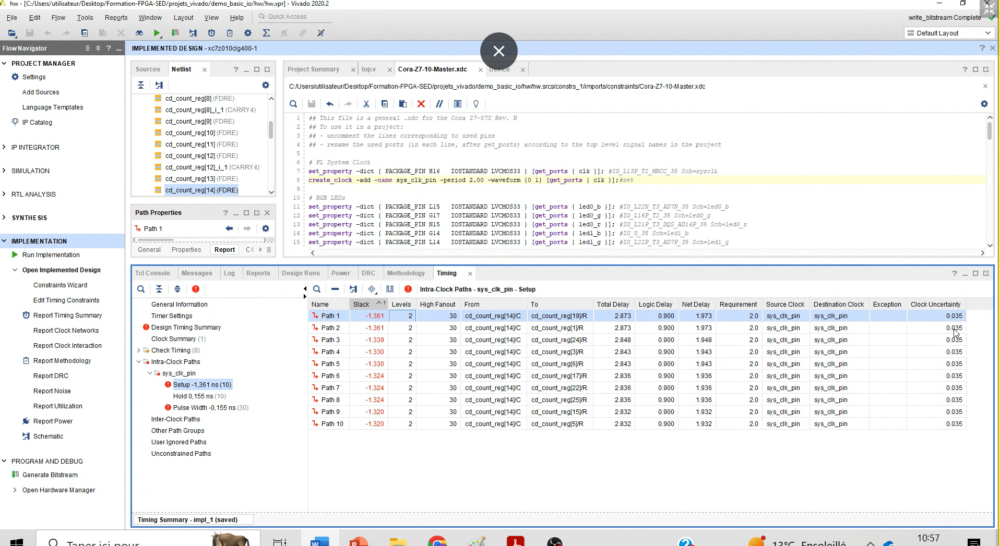 hw - [C:/Users/utilisateur/Desktop/Formation-FPGA-SED/projets_vivado/demo_basic_io/hw/hw.xpr] - Vivado 2020.2
File Edit Flow Tools Reports Window Layout View Help Quick Access
write_bitstream Complete
Default Layout
Flow Navigator
IMPLEMENTED DESIGN - xc7z010clg400-1
PROJECT MANAGER
Settings
Add Sources
Language Templates
IP Catalog
IP INTEGRATOR
SIMULATION
RTL ANALYSIS
SYNTHESIS
IMPLEMENTATION
Run Implementation
Open Implemented Design
Constraints Wizard
Edit Timing Constraints
Report Timing Summary
Report Clock Networks
Report Clock Interaction
Report Methodology
Report DRC
Report Noise
Report Utilization
Report Power
Schematic
PROGRAM AND DEBUG
Generate Bitstream
Open Hardware Manager
Sources Netlist
cd_count_reg[8] (FDRE)
cd_count_reg[8]_i_1 (CARRY4)
cd_count_reg[9] (FDRE)
cd_count_reg[10] (FDRE)
cd_count_reg[11] (FDRE)
cd_count_reg[12] (FDRE)
cd_count_reg[12]_i_1 (CARRY4)
cd_count_reg[13] (FDRE)
cd_count_reg[14] (FDRE)
Path Properties
Path 1
General Properties Report
Project Summary top.v Cora-Z7-10-Master.xdc Device
C:/Users/utilisateur/Desktop/Formation-FPGA-SED/projets_vivado/demo_basic_io/hw/hw.srcs/constrs_1/imports/constraints/Cora-Z7-10-Master.xdc
1 ## This file is a general .xdc for the Cora Z7-07S Rev. B
2 ## To use it in a project:
3 ## - uncomment the lines corresponding to used pins
4 ## - rename the used ports (in each line, after get_ports) according to the top level signal names in the project
5
6 # PL System Clock
7 set_property -dict { PACKAGE_PIN H16 IOSTANDARD LVCMOS33 } [get_ports { clk }]; #IO_L13P_T2_MRCC_35 Sch=sysclk
8 create_clock -add -name sys_clk_pin -period 2.00 -waveform {0 1} [get_ports { clk }];#set
9
10 # RGB LEDs
11 set_property -dict { PACKAGE_PIN L15 IOSTANDARD LVCMOS33 } [get_ports { led0_b }]; #IO_L22N_T3_AD7N_35 Sch=led0_b
12 set_property -dict { PACKAGE_PIN G17 IOSTANDARD LVCMOS33 } [get_ports { led0_g }]; #IO_L16P_T2_35 Sch=led0_g
13 set_property -dict { PACKAGE_PIN N15 IOSTANDARD LVCMOS33 } [get_ports { led0_r }]; #IO_L21P_T3_DQS_AD14P_35 Sch=led0_r
14 set_property -dict { PACKAGE_PIN G14 IOSTANDARD LVCMOS33 } [get_ports { led1_b }]; #IO_0_35 Sch=led1_b
15 set_property -dict { PACKAGE_PIN L14 IOSTANDARD LVCMOS33 } [get_ports { led1_g }]; #IO_L22P_T3_AD7P_35 Sch=led1_g
Tcl Console Messages Log Reports Design Runs Power DRC Methodology Timing
General Information
Timer Settings
Design Timing Summary
Clock Summary (1)
Check Timing (8)
Intra-Clock Paths
sys_clk_pin
Setup -1,361 ns (10)
Hold 0,155 ns (10)
Pulse Width -0,155 ns (30)
Inter-Clock Paths
Other Path Groups
User Ignored Paths
Unconstrained Paths
Intra-Clock Paths - sys_clk_pin - Setup
Name Slack 1 Levels High Fanout From To Total Delay Logic Delay Net Delay Requirement Source Clock Destination Clock Exception Clock Uncertainty
Path 1 -1.361 2 30 cd_count_reg[14]/C cd_count_reg[19]/R 2.873 0.900 1.973 2.0 sys_clk_pin sys_clk_pin 0.035
Path 2 -1.361 2 30 cd_count_reg[14]/C cd_count_reg[1]/R 2.873 0.900 1.973 2.0 sys_clk_pin sys_clk_pin 0.035
Path 3 -1.339 2 30 cd_count_reg[14]/C cd_count_reg[24]/R 2.848 0.900 1.948 2.0 sys_clk_pin sys_clk_pin 0.035
Path 4 -1.330 2 30 cd_count_reg[14]/C cd_count_reg[3]/R 2.843 0.900 1.943 2.0 sys_clk_pin sys_clk_pin 0.035
Path 5 -1.330 2 30 cd_count_reg[14]/C cd_count_reg[6]/R 2.843 0.900 1.943 2.0 sys_clk_pin sys_clk_pin 0.035
Path 6 -1.324 2 30 cd_count_reg[14]/C cd_count_reg[17]/R 2.836 0.900 1.936 2.0 sys_clk_pin sys_clk_pin 0.035
Path 7 -1.324 2 30 cd_count_reg[14]/C cd_count_reg[22]/R 2.836 0.900 1.936 2.0 sys_clk_pin sys_clk_pin 0.035
Path 8 -1.324 2 30 cd_count_reg[14]/C cd_count_reg[25]/R 2.836 0.900 1.936 2.0 sys_clk_pin sys_clk_pin 0.035
Path 9 -1.320 2 30 cd_count_reg[14]/C cd_count_reg[15]/R 2.832 0.900 1.932 2.0 sys_clk_pin sys_clk_pin 0.035
Path 10 -1.320 2 30 cd_count_reg[14]/C cd_count_reg[5]/R 2.832 0.900 1.932 2.0 sys_clk_pin sys_clk_pin 0.035
Timing Summary - impl_1 (saved)
Taper ici pour
13°C Ensoleillé
10:57